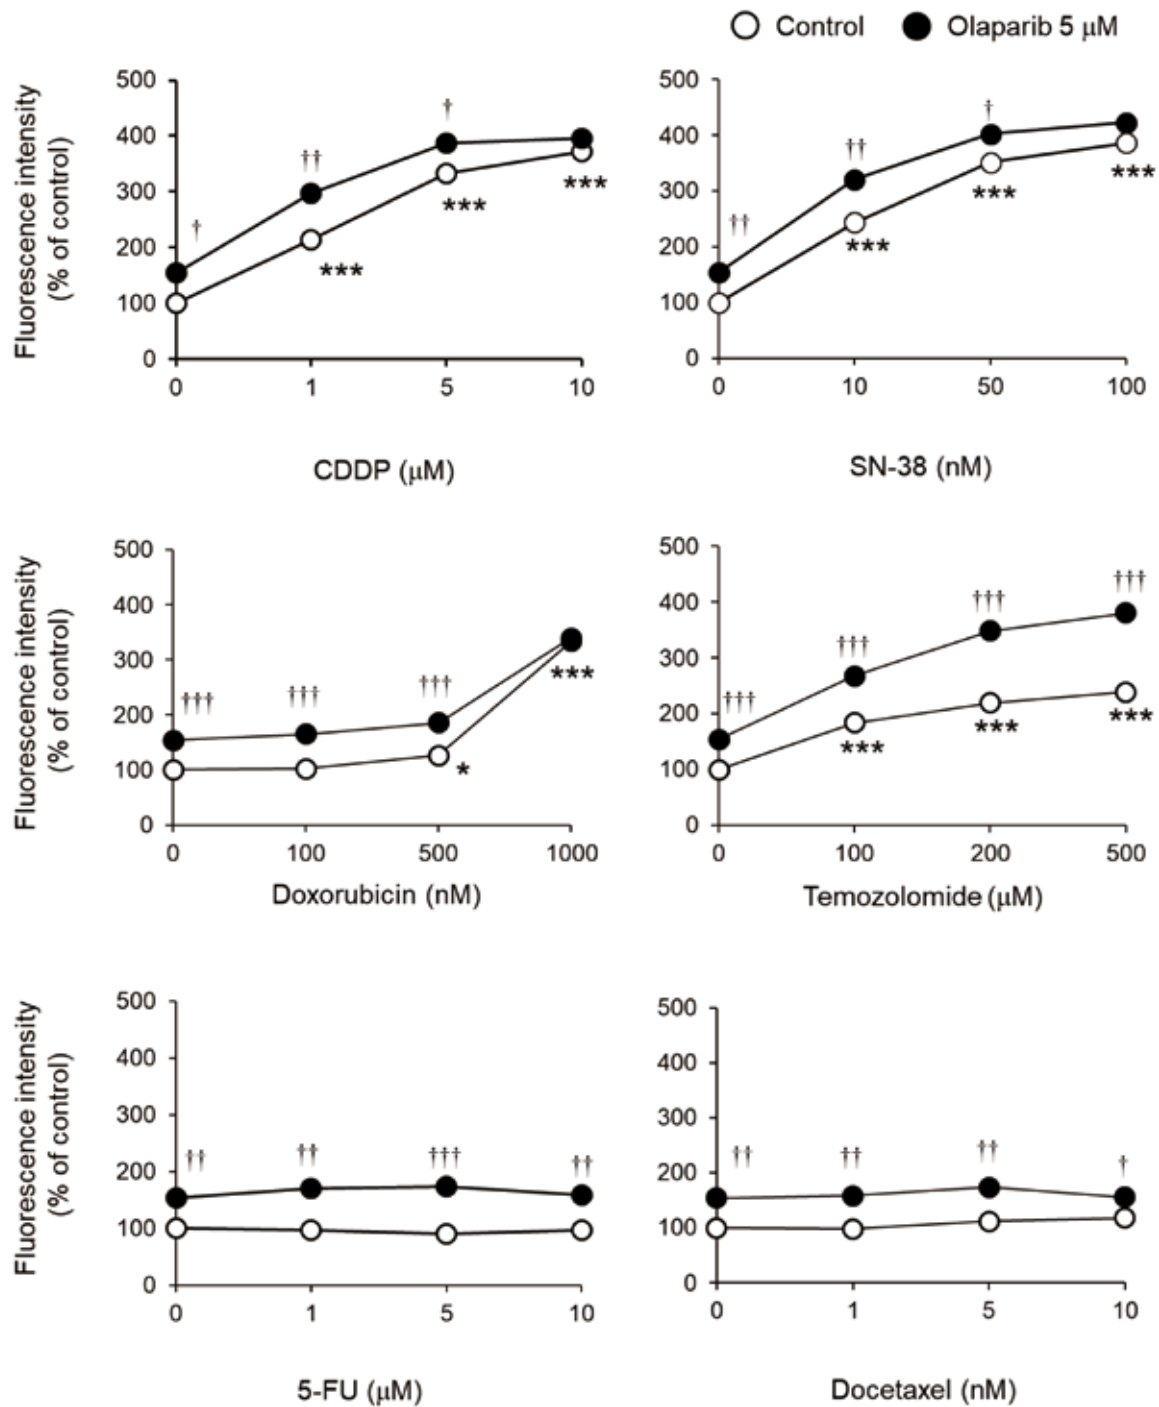 Control Olaparib 5 μM
Fluorescence intensity
(% of control)
500
400
300
200
100
0
† †† †
*** *** ***
0 1 5 10
CDDP (μM)
500
400
300
200
100
0
†† †† †
*** *** ***
0 10 50 100
SN-38 (nM)
Fluorescence intensity
(% of control)
500
400
300
200
100
0
††† ††† †††
* ***
0 100 500 1000
Doxorubicin (nM)
500
400
300
200
100
0
††† ††† ††† †††
*** *** ***
0 100 200 500
Temozolomide (μM)
Fluorescence intensity
(% of control)
500
400
300
200
100
0
†† †† ††† ††
0 1 5 10
5-FU (μM)
500
400
300
200
100
0
†† †† †† †
0 1 5 10
Docetaxel (nM)